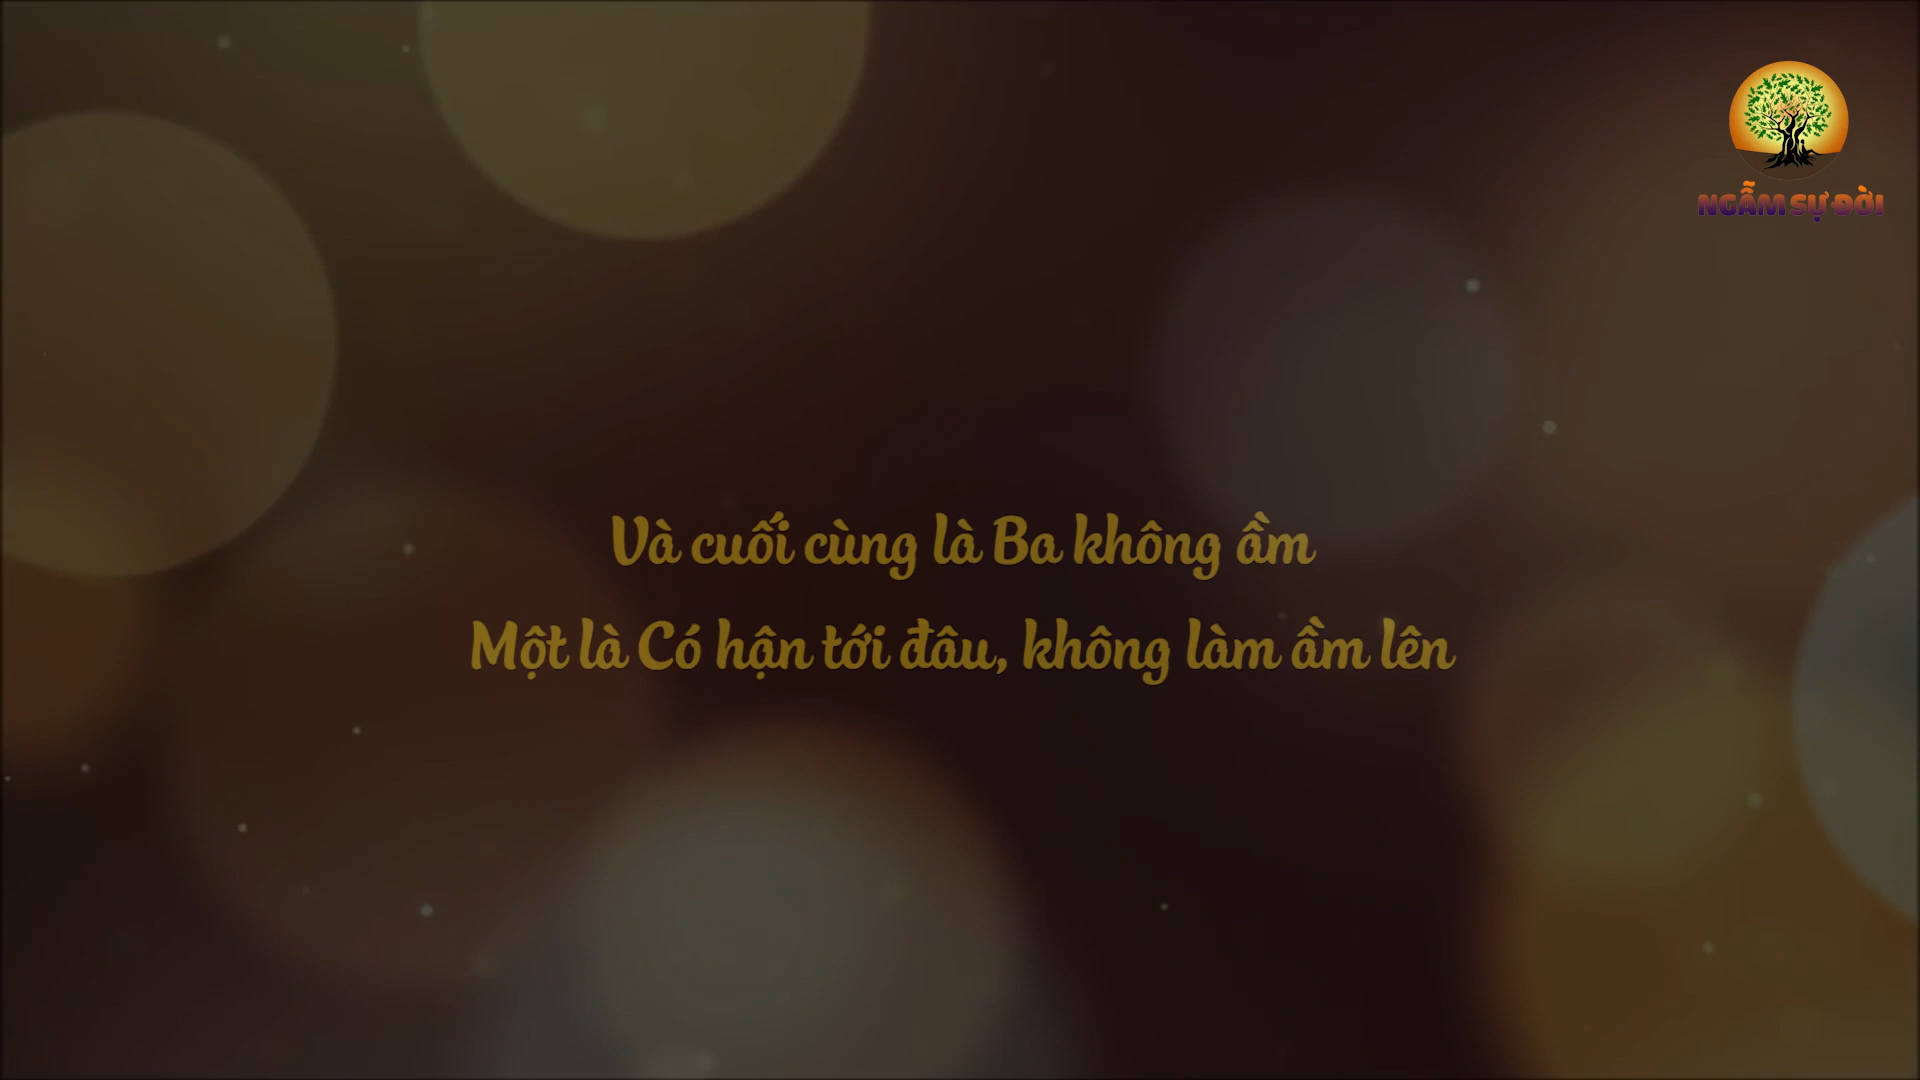 NGẪM SỰ ĐỜI
Và cuối cùng là Ba không ầm
Một là Có hận tới đâu, không làm ầm lên